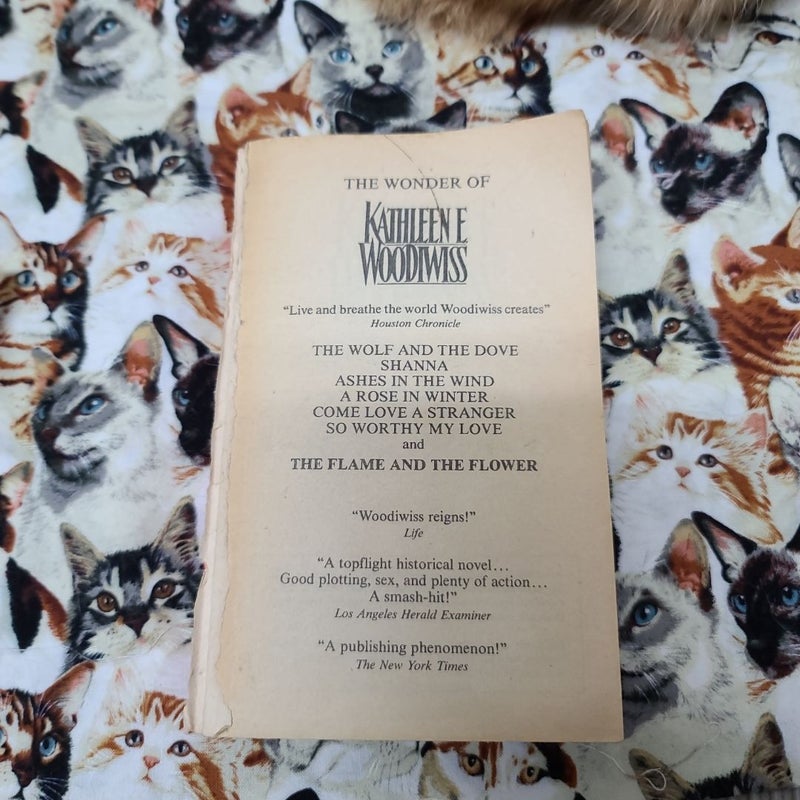 THE WONDER OF
KATHLEEN E
WOODIWISS
“Live and breathe the world Woodiwiss creates”
Houston Chronicle
THE WOLF AND THE DOVE
SHANNA
ASHES IN THE WIND
A ROSE IN WINTER
COME LOVE A STRANGER
SO WORTHY MY LOVE
and
THE FLAME AND THE FLOWER
“Woodiwiss reigns!”
Life
“A topflight historical novel...
Good plotting, sex, and plenty of action...
A smash-hit!”
Los Angeles Herald Examiner
“A publishing phenomenon!”
The New York Times